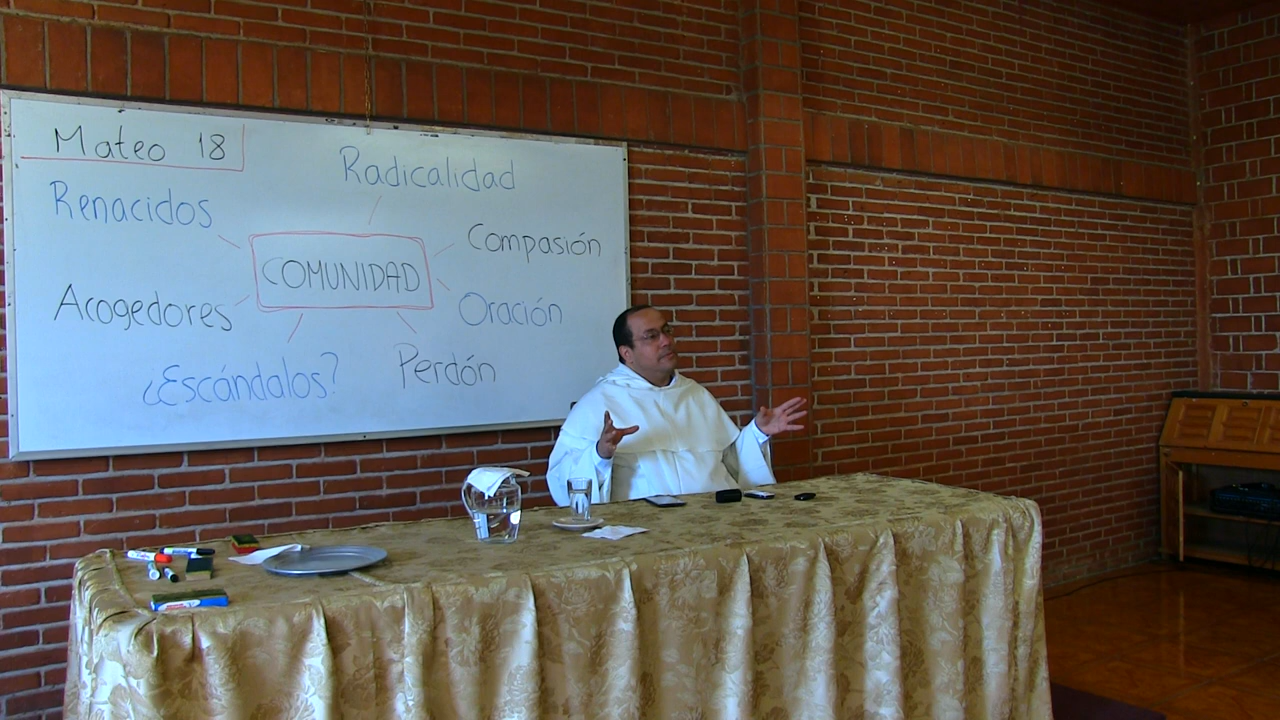 Mateo 18
Radicalidad
Renacidos
Compasión
COMUNIDAD
Acogedores
Oración
¿Escándalos?
Perdón